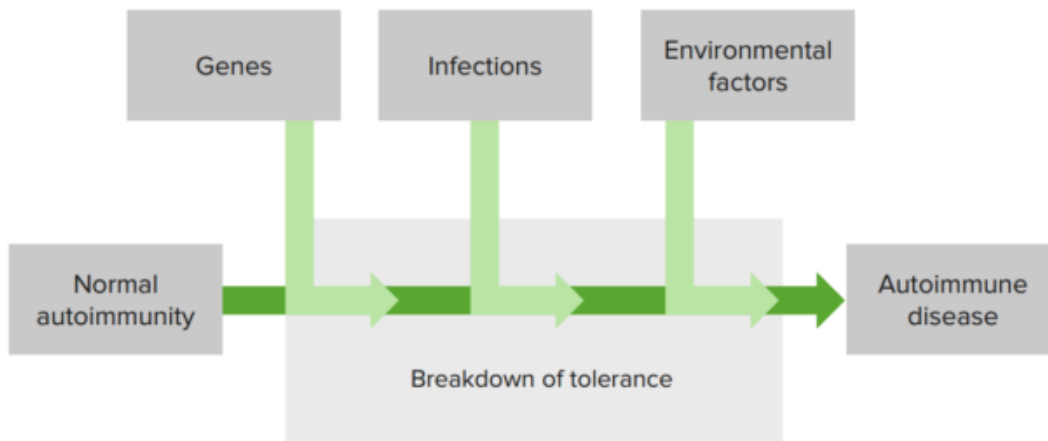 Genes
Infections
Environmental
factors
Normal
autoimmunity
Autoimmune
disease
Breakdown of tolerance